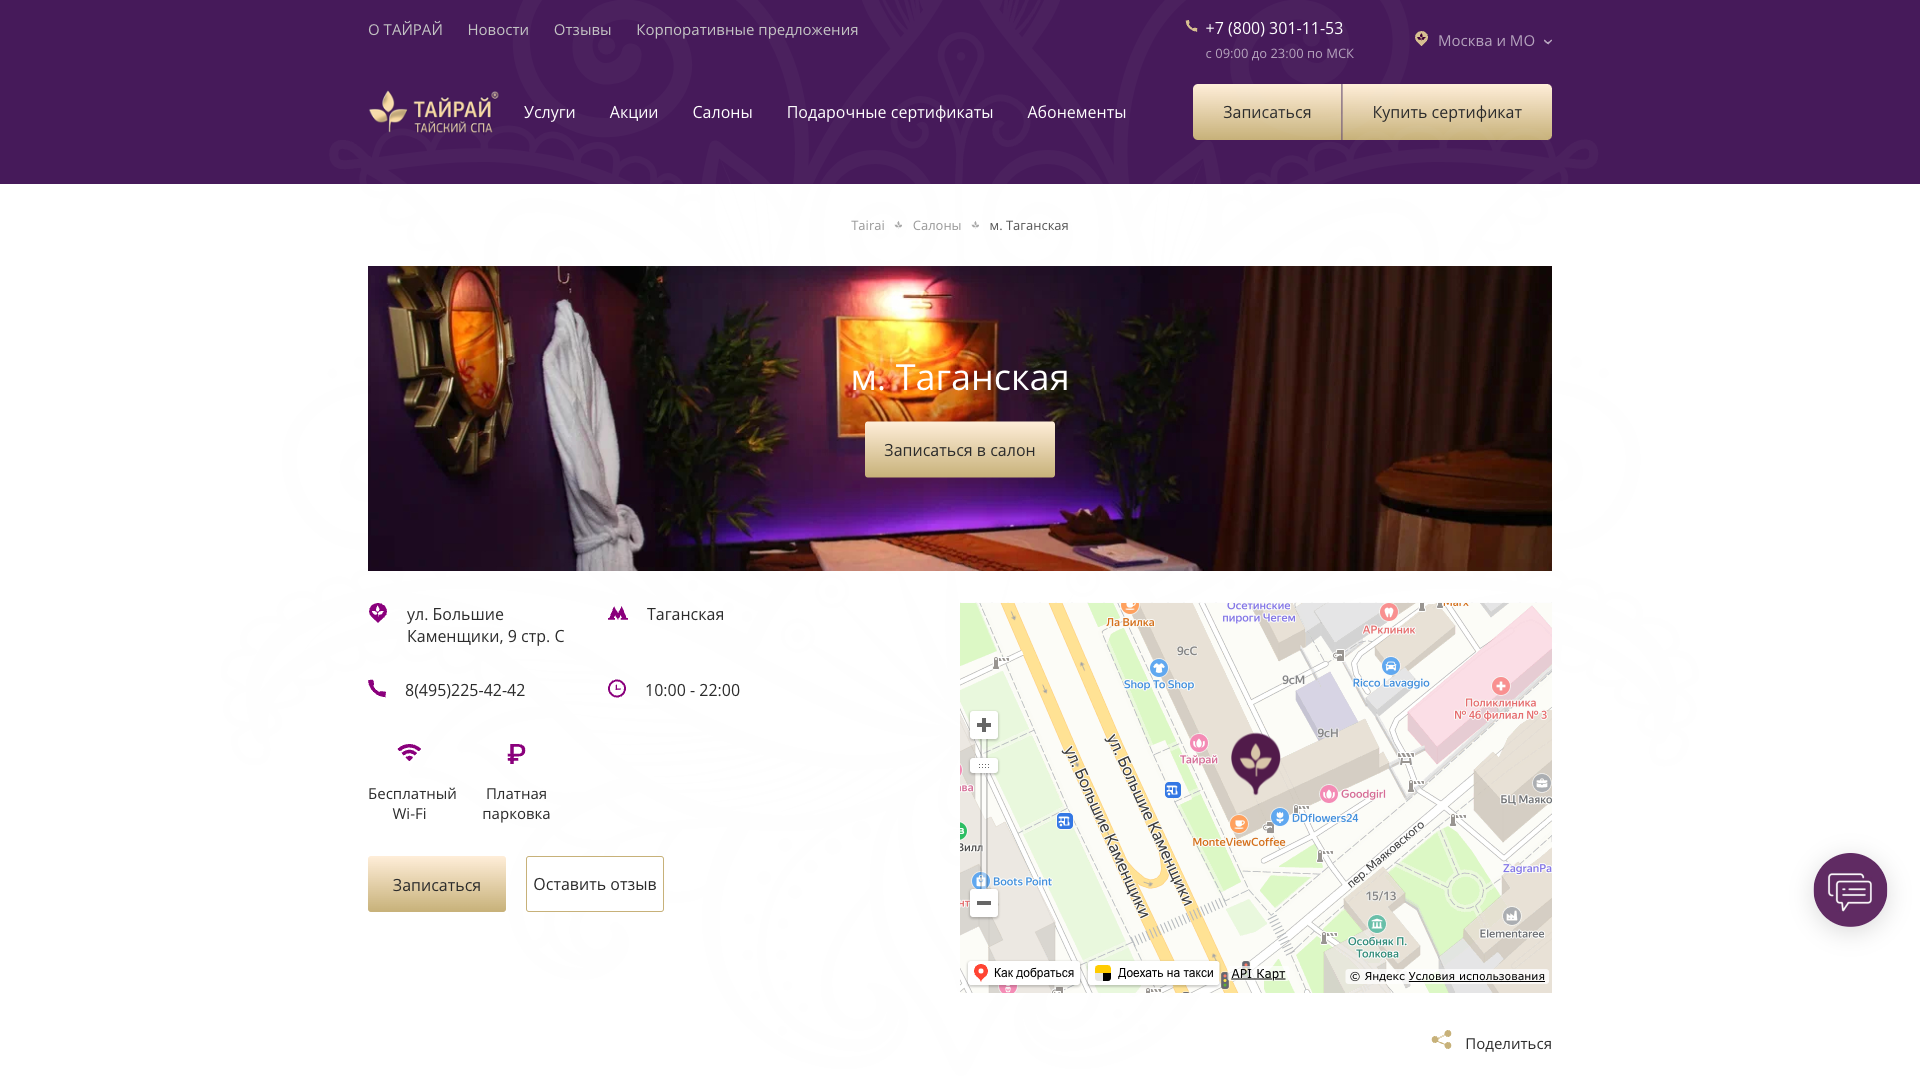 О ТАЙРАЙ
Новости
Отзывы
Корпоративные предложения
+7 (800) 301-11-53
с 09:00 до 23:00 по МСК
Москва и МО
ТАЙРАЙ®
ТАЙСКИЙ СПА
Услуги
Акции
Салоны
Подарочные сертификаты
Абонементы
Записаться
Купить сертификат
Tairai
Салоны
м. Таганская
м. Таганская
Записаться в салон
ул. Большие
Каменщики, 9 стр. С
Таганская
8(495)225-42-42
10:00 - 22:00
Бесплатный
Wi-Fi
Платная
парковка
Записаться
Оставить отзыв
Ла Вилка
Осетинские
пироги Чегем
Marx
АРклиник
9сС
Shop To Shop
9сМ
Ricco Lavaggio
Поликлиника
№ 46 филиал № 3
9сН
Тайрай
ул. Большие Каменщики
ул. Большие Каменщики
Goodgirl
DDflowers24
MonteViewCoffee
БЦ Маяко
пер. Маяковского
Вилл
Boots Point
ZagranPa
15/13
Особняк П.
Толкова
Elementaree
Как добраться
Доехать на такси
API Карт
© Яндекс Условия использования
Поделиться